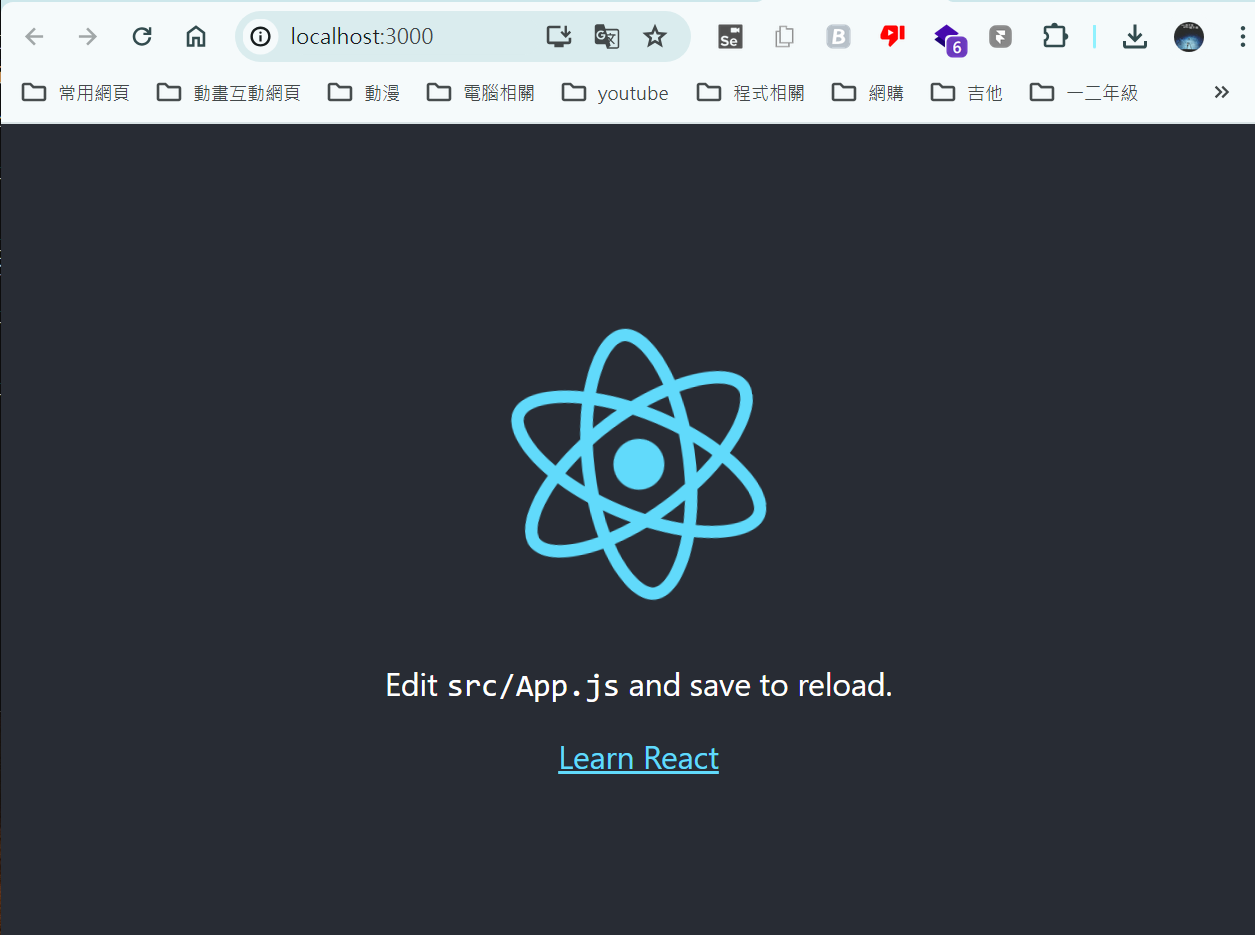 localhost:3000
Se
B
6
常用網頁 動畫互動網頁 動漫 電腦相關 youtube 程式相關 網購 吉他 一二年級
Edit src/App.js and save to reload.
Learn React